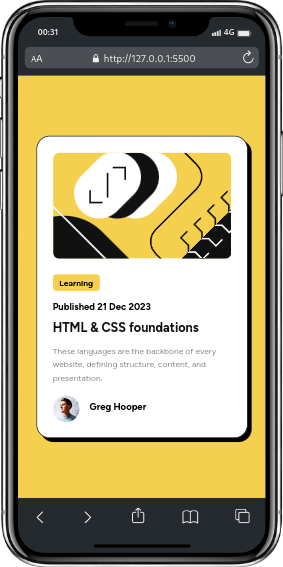 00:31
4G
AA
http://127.0.0.1:5500
Learning
Published 21 Dec 2023
HTML & CSS foundations
These languages are the backbone of every
website, defining structure, content, and
presentation.
Greg Hooper